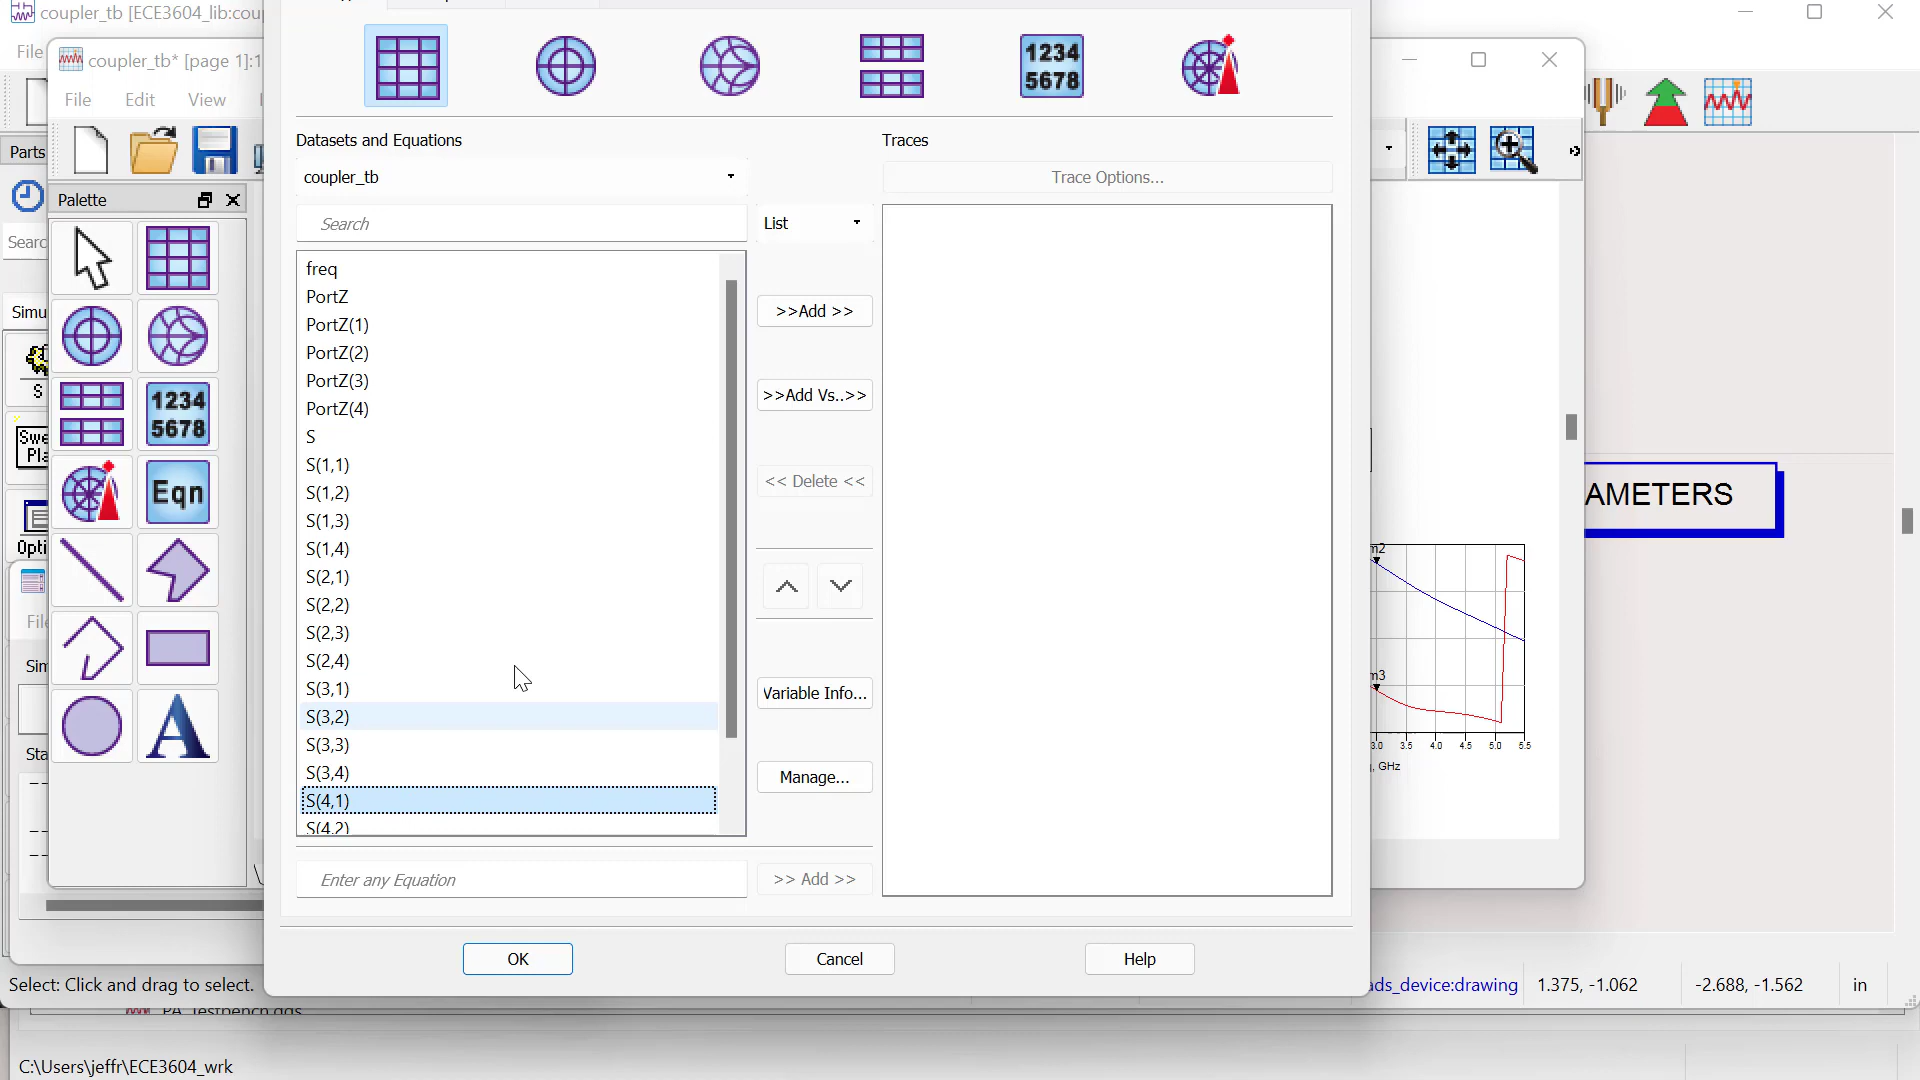 coupler_tb [ECE3604_lib:cou
File
coupler_tb* [page 1]:1
File Edit View
Parts
Palette
Searc
Simu
S
Swe
Pla
Opti
Eqn
1234
5678
A
File
Sim
Sta
1234
5678
Datasets and Equations
coupler_tb
Search
List
freq
PortZ
PortZ(1)
PortZ(2)
PortZ(3)
PortZ(4)
S
S(1,1)
S(1,2)
S(1,3)
S(1,4)
S(2,1)
S(2,2)
S(2,3)
S(2,4)
S(3,1)
S(3,2)
S(3,3)
S(3,4)
S(4,1)
S(4,2)
Enter any Equation
>>Add >>
>>Add Vs..>>
<< Delete <<
Variable Info...
Manage...
>> Add >>
Traces
Trace Options...
OK Cancel Help
AMETERS
m2
m3
3.0 3.5 4.0 4.5 5.0 5.5
, GHz
Select: Click and drag to select.
ads_device:drawing 1.375, -1.062 -2.688, -1.562 in
PA_Testbench.dds
C:\Users\jeffr\ECE3604_wrk